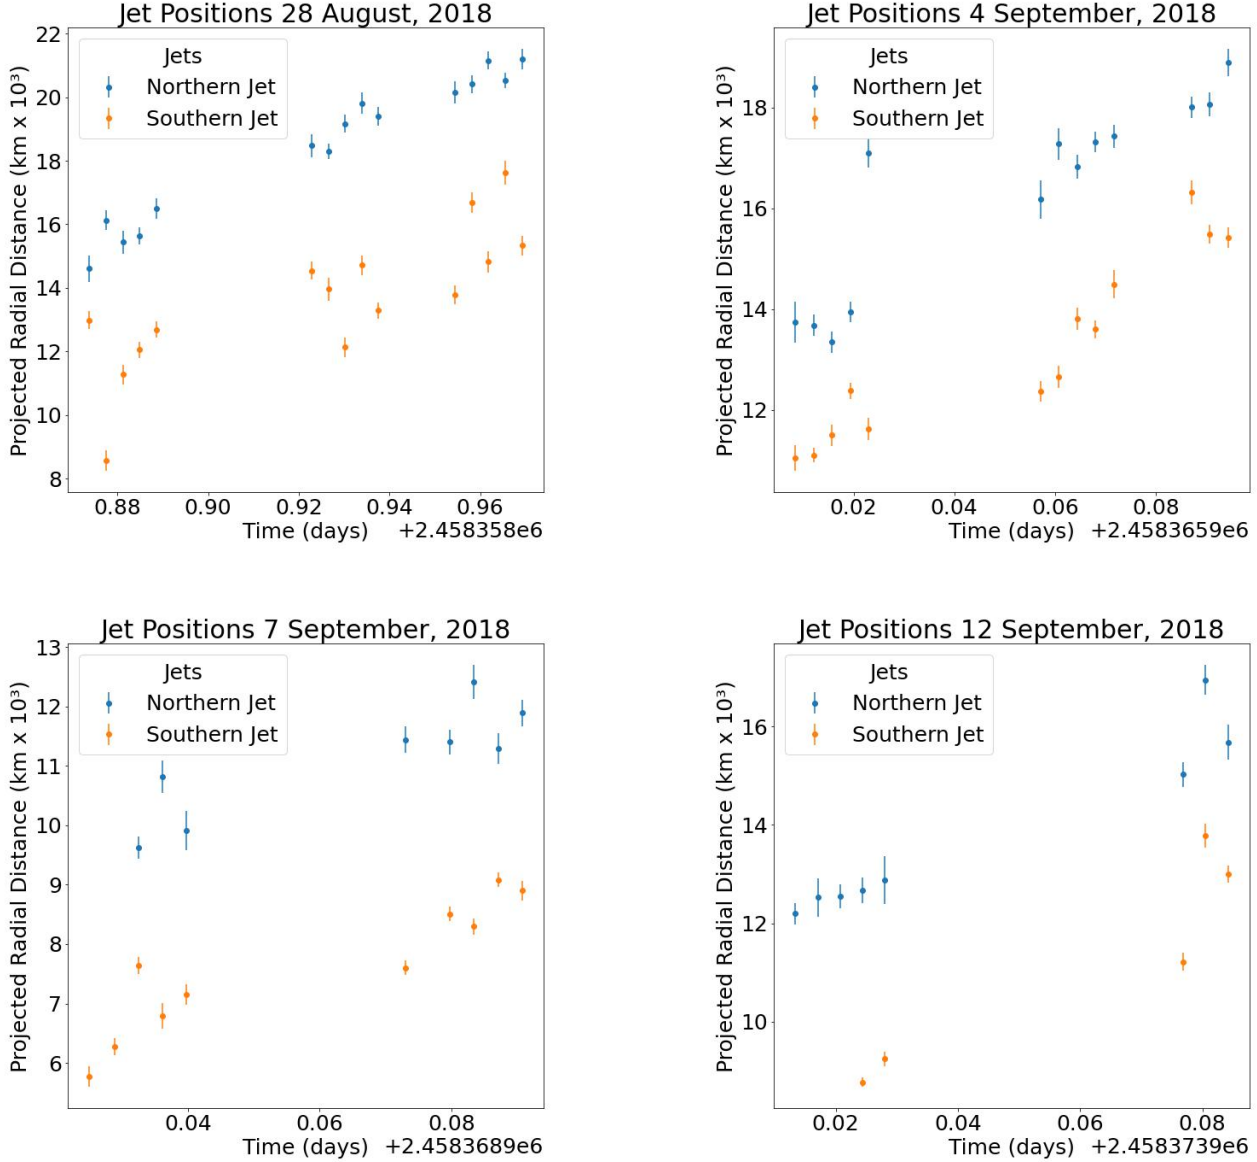 Jet Positions 28 August, 2018
22
20
18
16
14
12
10
8
Projected Radial Distance (km x 10³)
Jets
Northern Jet
Southern Jet
0.88 0.90 0.92 0.94 0.96
Time (days) +2.458358e6
Jet Positions 4 September, 2018
18
16
14
12
Projected Radial Distance (km x 10³)
Jets
Northern Jet
Southern Jet
0.02 0.04 0.06 0.08
Time (days) +2.4583659e6
Jet Positions 7 September, 2018
13
12
11
10
9
8
7
6
Projected Radial Distance (km x 10³)
Jets
Northern Jet
Southern Jet
0.04 0.06 0.08
Time (days) +2.4583689e6
Jet Positions 12 September, 2018
16
14
12
10
Projected Radial Distance (km x 10³)
Jets
Northern Jet
Southern Jet
0.02 0.04 0.06 0.08
Time (days) +2.4583739e6